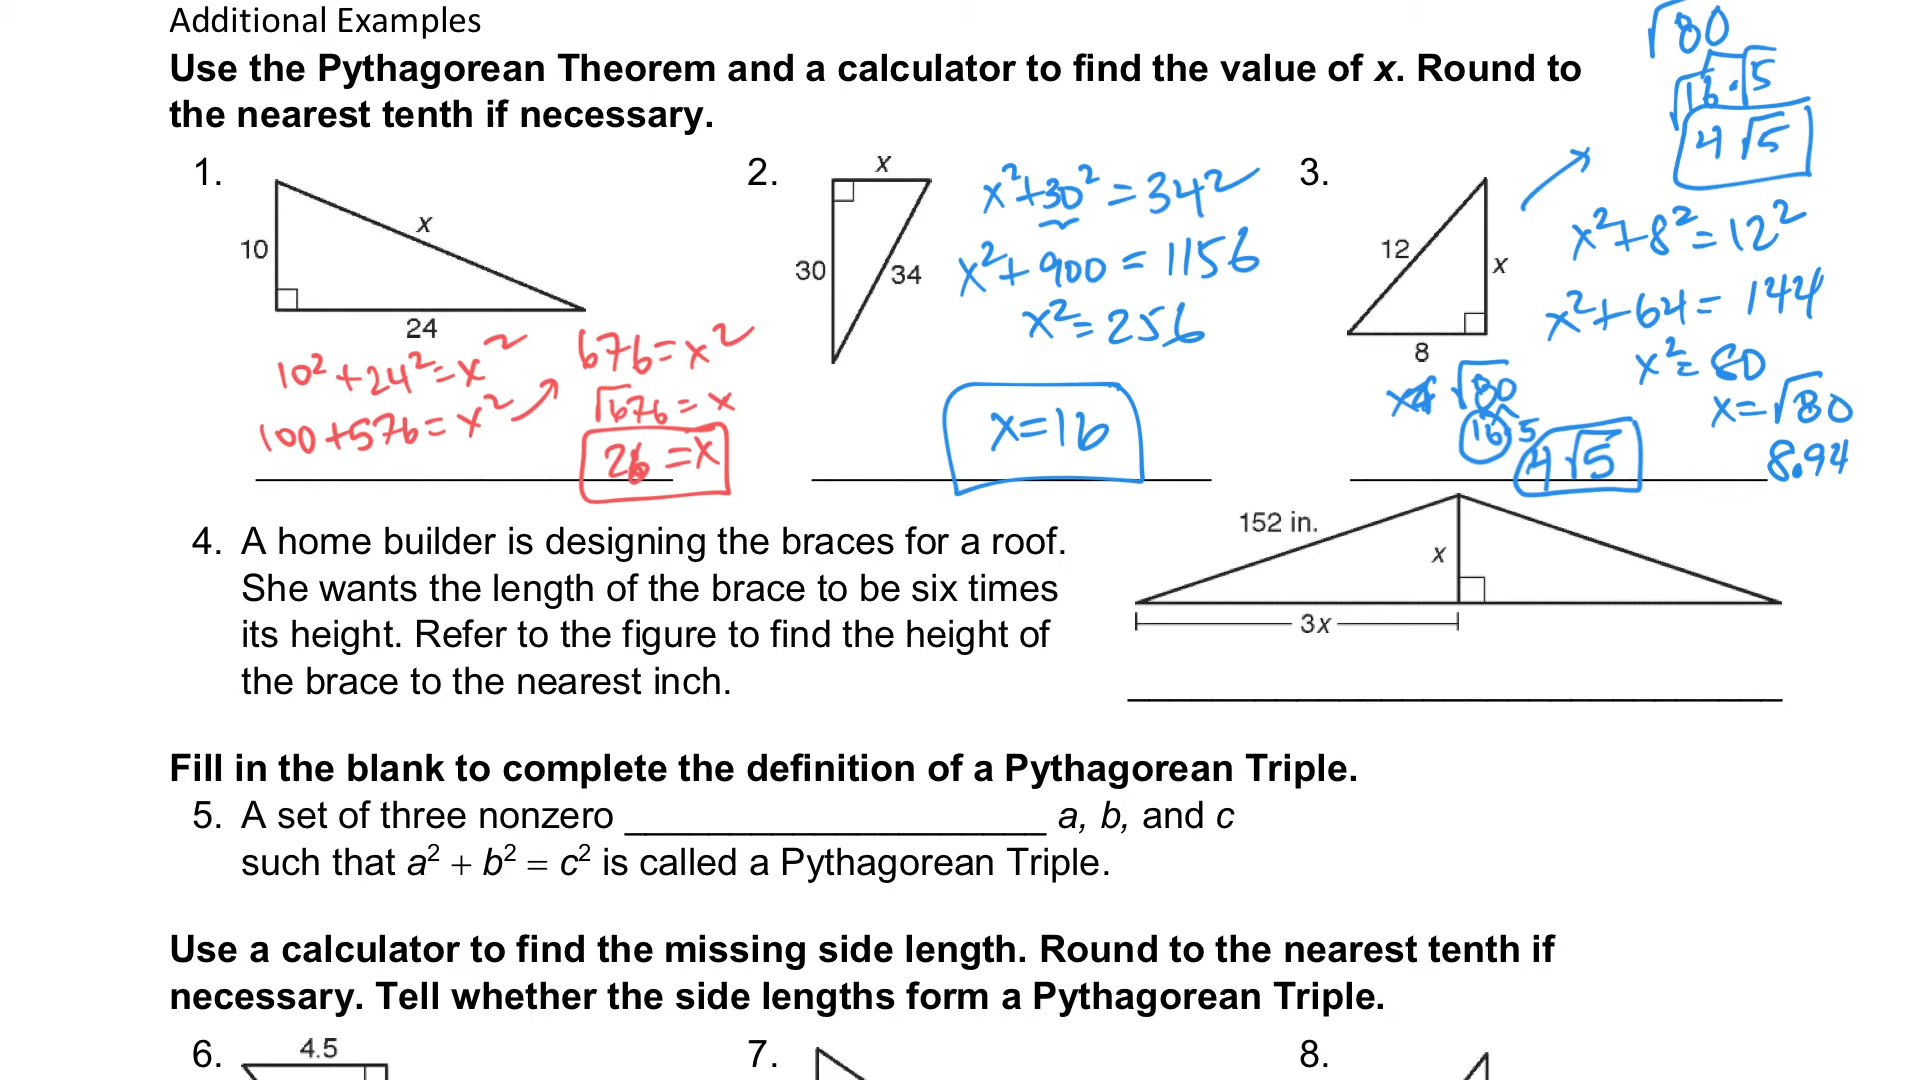 Additional Examples
Use the Pythagorean Theorem and a calculator to find the value of x. Round to
the nearest tenth if necessary.
√80
√16 · √5
4√5
1.
10
x
24
10² + 24² = x²
100 + 576 = x²
676 = x²
√676 = x
26 = x
2.
x
30
34
x² + 30² = 34²
x² + 900 = 1156
x² = 256
x = 16
3.
12
x
8
x² + 8² = 12²
x² + 64 = 144
x² = 80
x = √80
8.94
√80
16 · 5
4√5
4. A home builder is designing the braces for a roof.
She wants the length of the brace to be six times
its height. Refer to the figure to find the height of
the brace to the nearest inch.
152 in.
x
3x
Fill in the blank to complete the definition of a Pythagorean Triple.
5. A set of three nonzero ____________________ a, b, and c
such that a² + b² = c² is called a Pythagorean Triple.
Use a calculator to find the missing side length. Round to the nearest tenth if
necessary. Tell whether the side lengths form a Pythagorean Triple.
6.
4.5
7.
8.